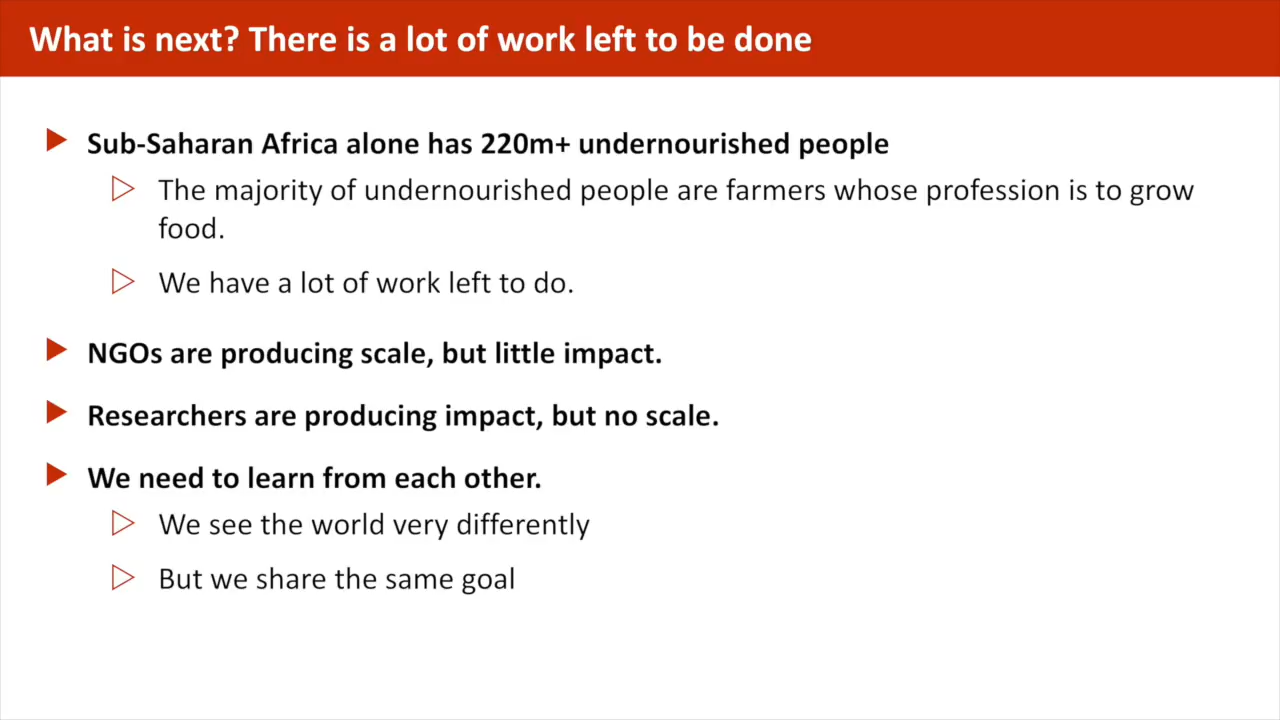 What is next? There is a lot of work left to be done
Sub-Saharan Africa alone has 220m+ undernourished people
The majority of undernourished people are farmers whose profession is to grow
food.
We have a lot of work left to do.
NGOs are producing scale, but little impact.
Researchers are producing impact, but no scale.
We need to learn from each other.
We see the world very differently
But we share the same goal